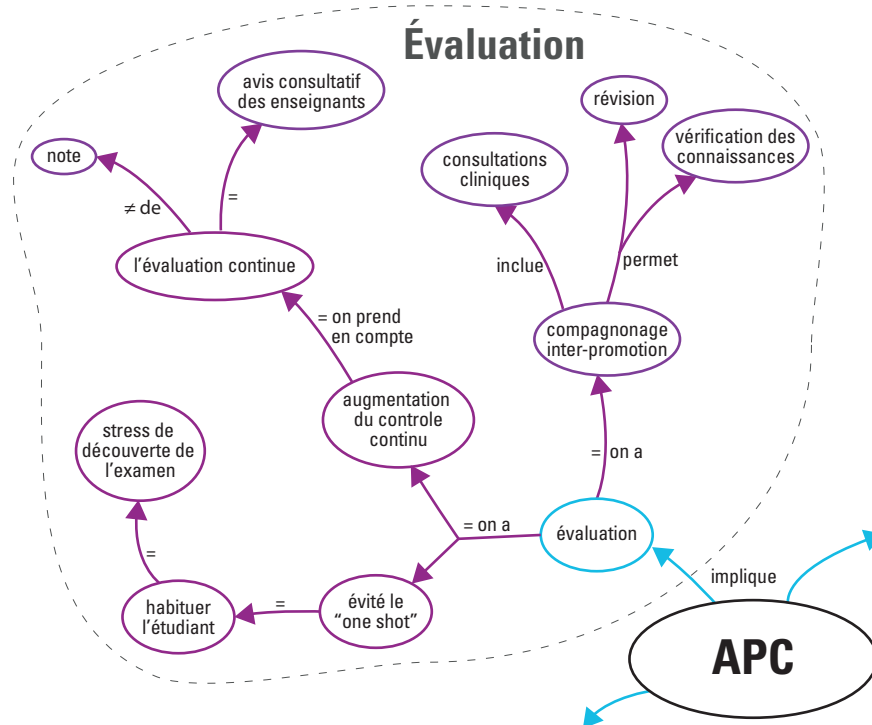 Évaluation
avis consultatif
des enseignants
révision
note
consultations
cliniques
vérification des
connaissances
≠ de
=
l'évaluation continue
inclue
permet
= on prend
en compte
compagnonage
inter-promotion
augmentation
du controle
continu
stress de
découverte de
l'examen
= on a
= on a
évaluation
=
implique
habituer
l'étudiant
=
évité le
"one shot"
APC